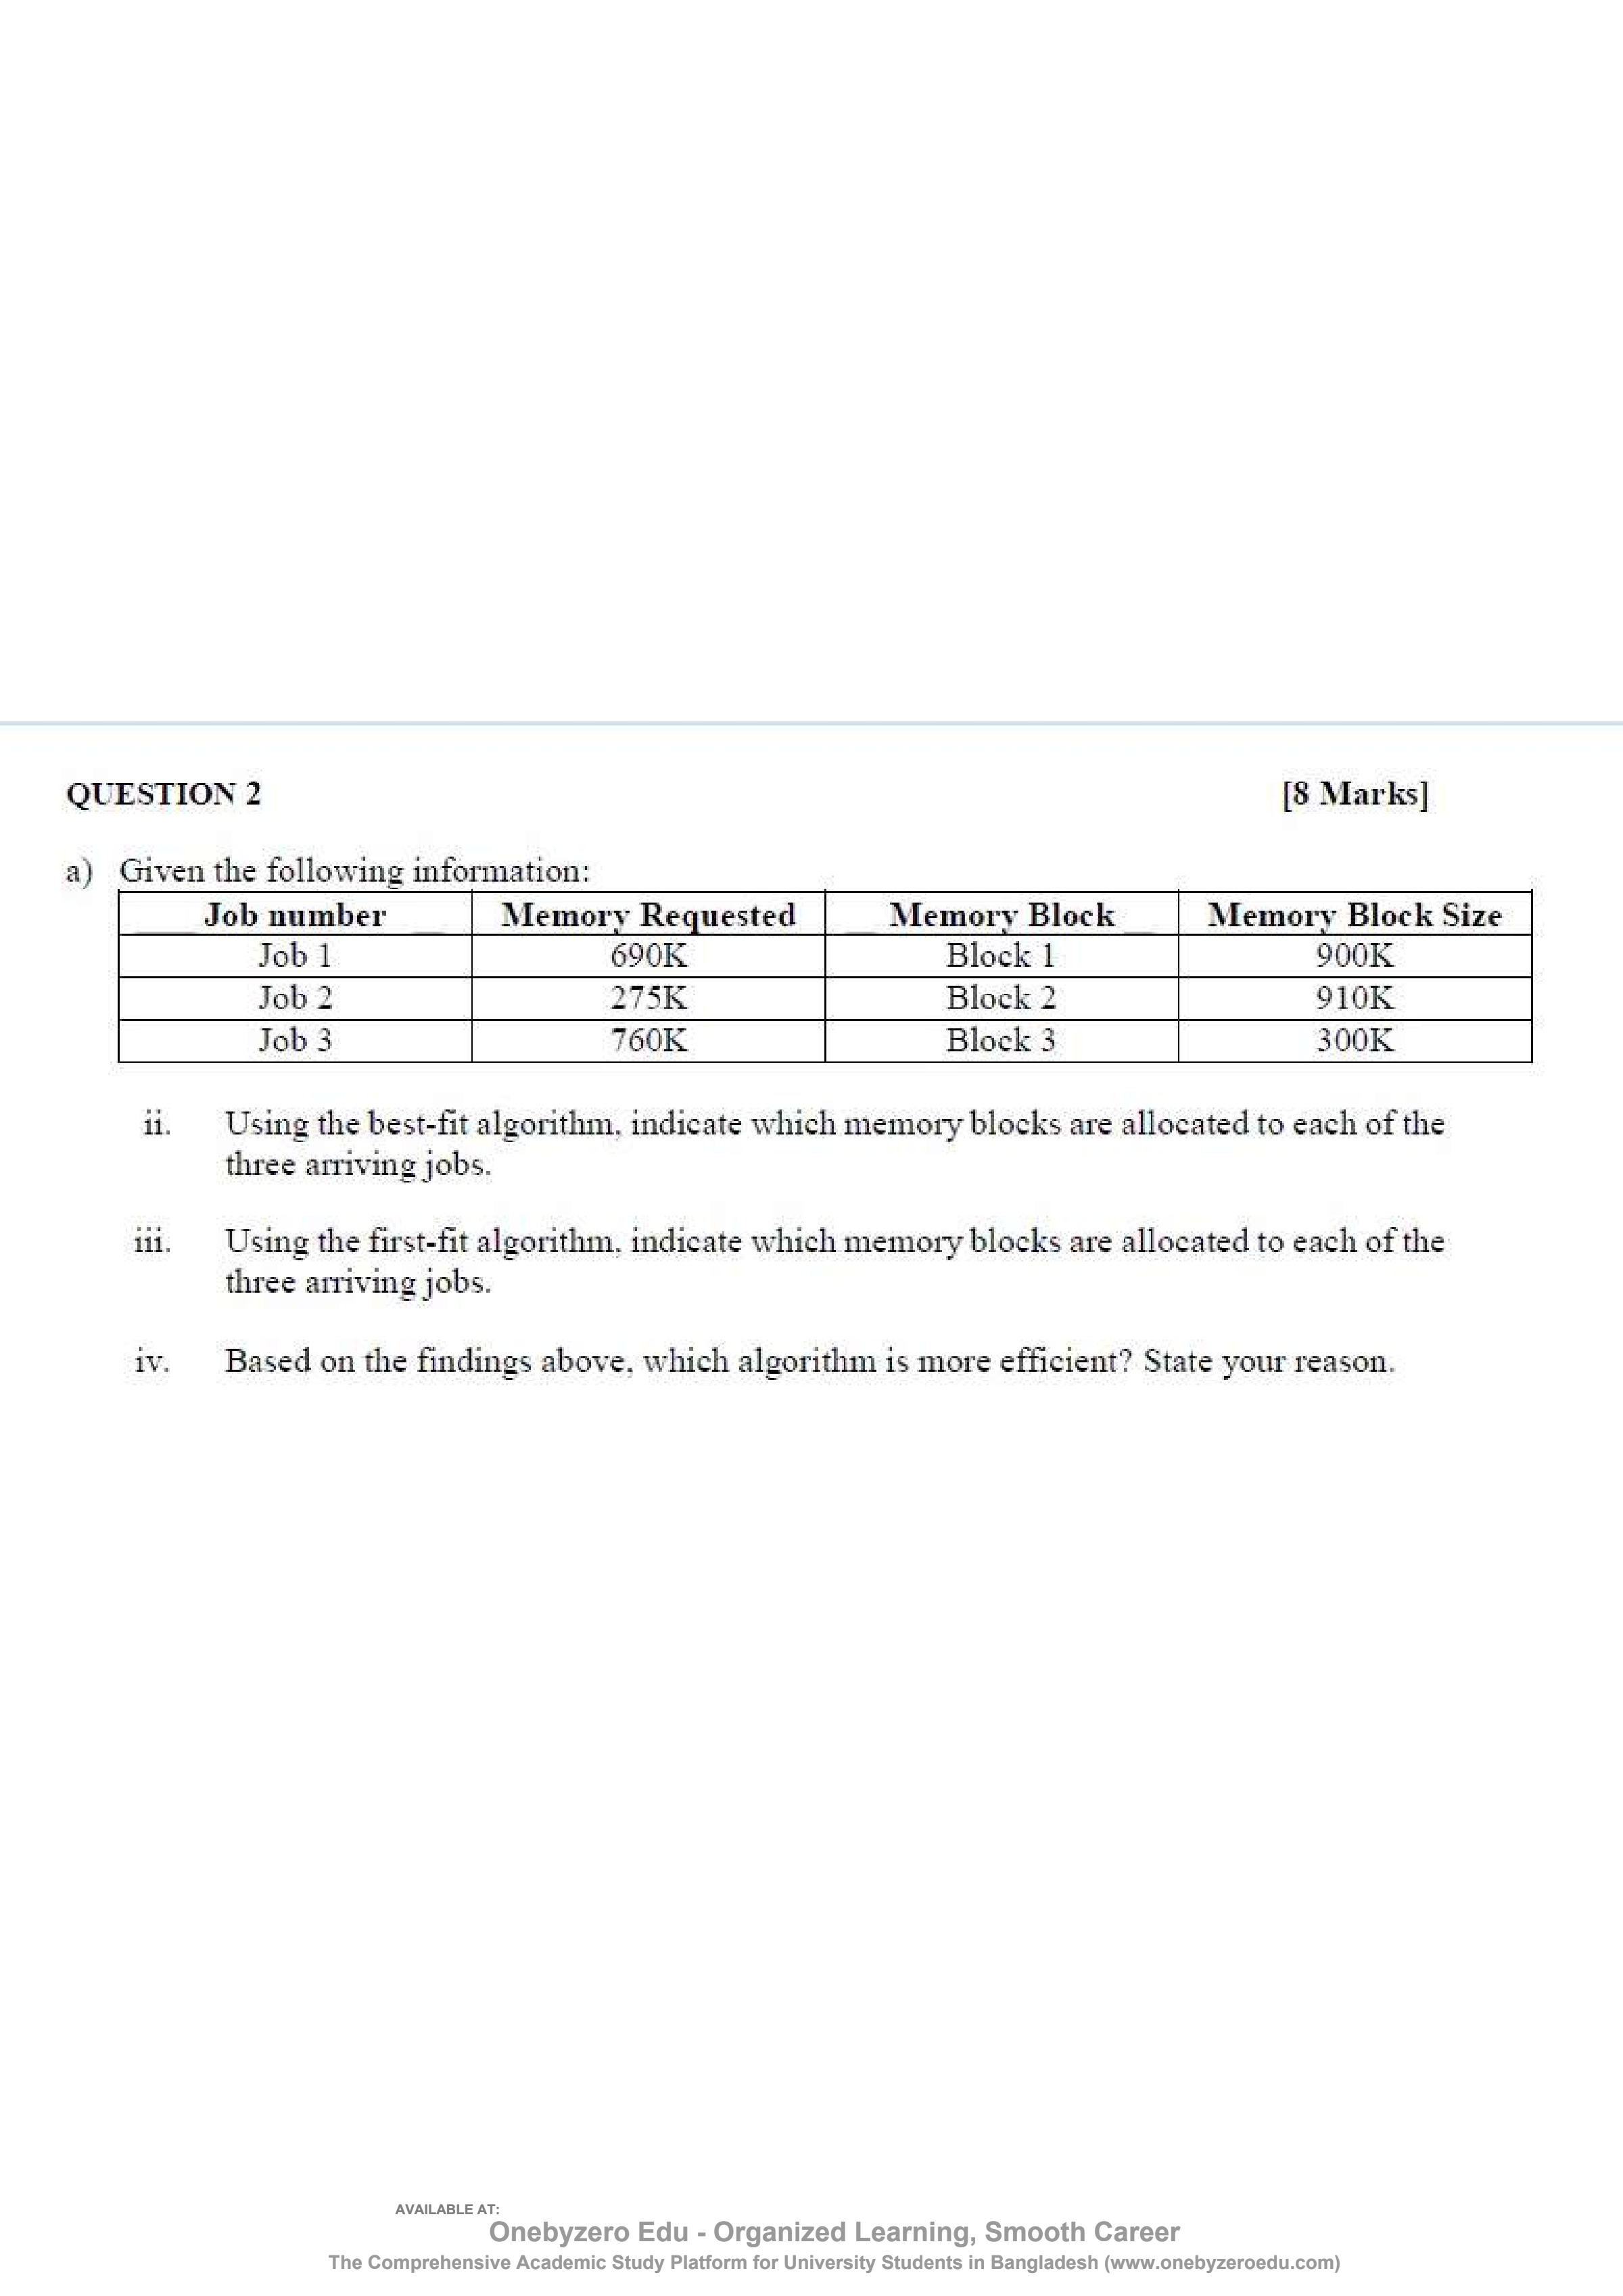 QUESTION 2 [8 Marks]
a) Given the following information:
Job number Memory Requested Memory Block Memory Block Size
Job 1 690K Block 1 900K
Job 2 275K Block 2 910K
Job 3 760K Block 3 300K
ii. Using the best-fit algorithm, indicate which memory blocks are allocated to each of the
three arriving jobs.
iii. Using the first-fit algorithm, indicate which memory blocks are allocated to each of the
three arriving jobs.
iv. Based on the findings above, which algorithm is more efficient? State your reason.
AVAILABLE AT:
Onebyzero Edu - Organized Learning, Smooth Career
The Comprehensive Academic Study Platform for University Students in Bangladesh (www.onebyzeroedu.com)